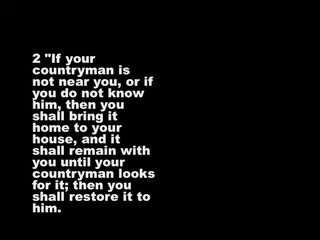 2 "If your
countryman is
not near you, or if
you do not know
him, then you
shall bring it
home to your
house, and it
shall remain with
you until your
countryman looks
for it; then you
shall restore it to
him.